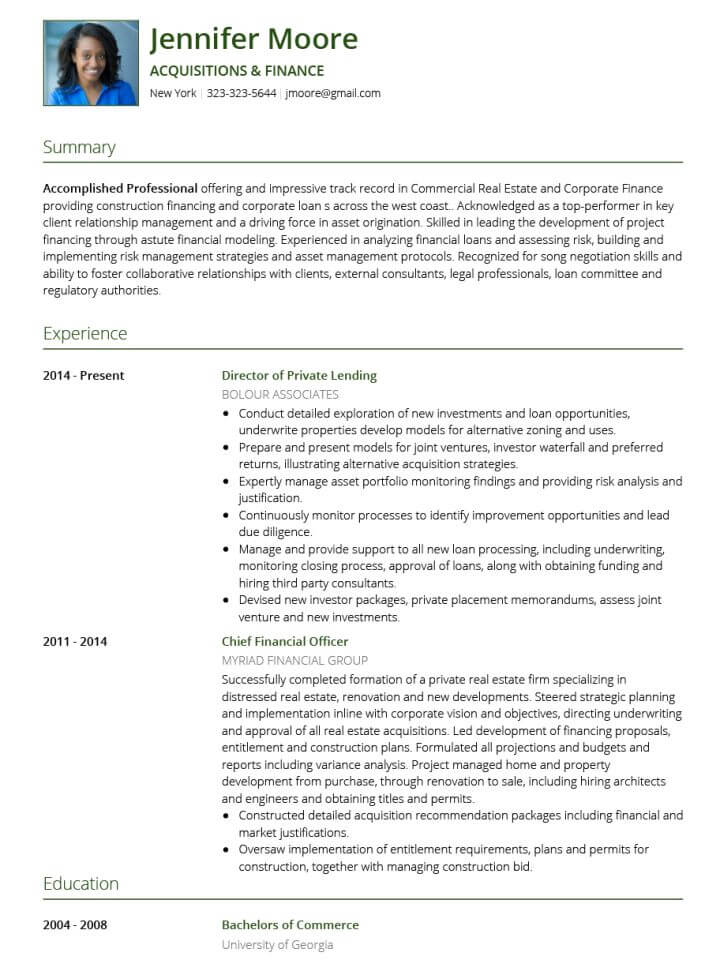 Jennifer Moore
ACQUISITIONS & FINANCE
New York | 323-323-5644 | jmoore@gmail.com
Summary
Accomplished Professional offering and Impressive track record in Commercial Real Estate and Corporate Finance
providing construction financing and corporate loan s across the west coast.. Acknowledged as a top-performer in key
client relationship management and a driving force in asset origination. Skilled in leading the development of project
financing through astute financial modeling. Experienced in analyzing financial loans and assessing risk, building and
implementing risk management strategies and asset management protocols. Recognized for song negotiation skills and
ability to foster collaborative relationships with clients, external consultants, legal professionals, loan committee and
regulatory authorities.
Experience
2014 - Present
Director of Private Lending
BOLOUR ASSOCIATES
• Conduct detailed exploration of new investments and loan opportunities,
underwrite properties develop models for alternative zoning and uses.
• Prepare and present models for joint ventures, investor waterfall and preferred
returns, illustrating alternative acquisition strategies.
• Expertly manage asset portfolio monitoring findings and providing risk analysis and
justification.
• Continuously monitor processes to identify improvement opportunities and lead
due diligence.
• Manage and provide support to all new loan processing, including underwriting,
monitoring closing process, approval of loans, along with obtaining funding and
hiring third party consultants.
• Devised new investor packages, private placement memorandums, assess joint
venture and new investments.
2011 - 2014
Chief Financial Officer
MYRIAD FINANCIAL GROUP
Successfully completed formation of a private real estate firm specializing in
distressed real estate, renovation and new developments. Steered strategic planning
and implementation inline with corporate vision and objectives, directing underwriting
and approval of all real estate acquisitions. Led development of financing proposals,
entitlement and construction plans. Formulated all projections and budgets and
reports including variance analysis. Project managed home and property
development from purchase, through renovation to sale, including hiring architects
and engineers and obtaining titles and permits.
• Constructed detailed acquisition recommendation packages including financial and
market justifications.
• Oversaw implementation of entitlement requirements, plans and permits for
construction, together with managing construction bid.
Education
2004 - 2008
Bachelors of Commerce
University of Georgia